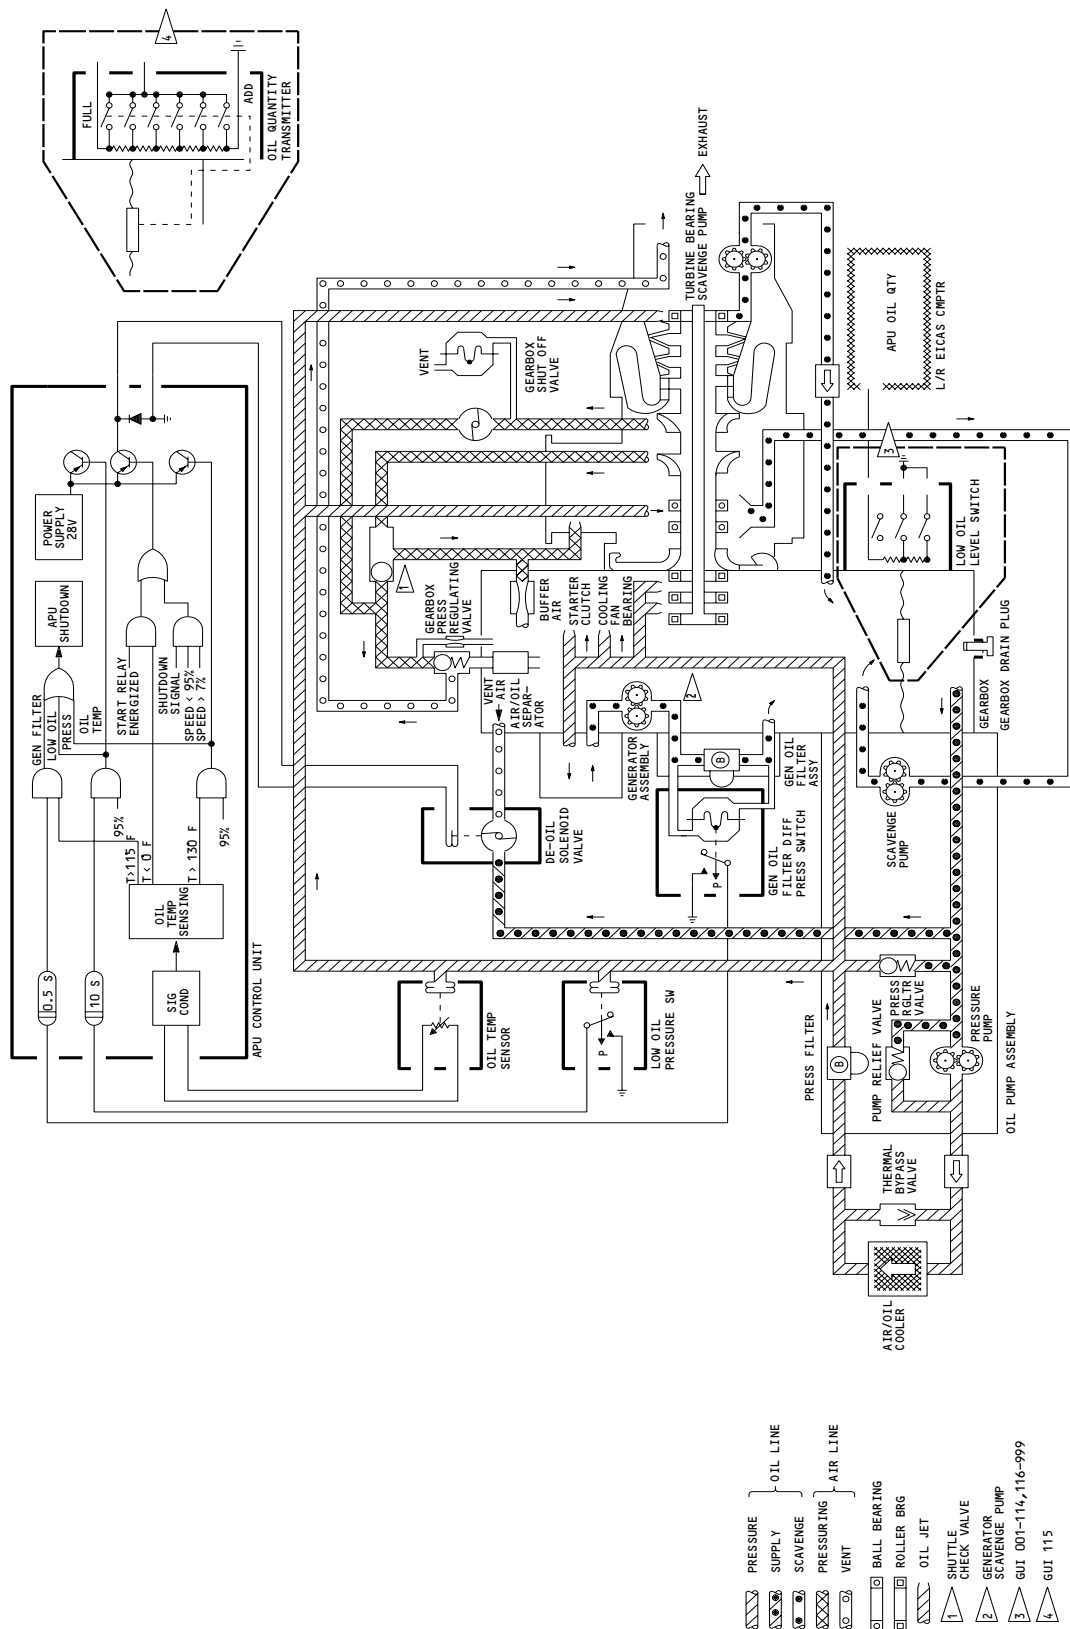 4
FULL
ADD
OIL QUANTITY
TRANSMITTER
POWER
SUPPLY
28V
APU
SHUTDOWN
GEN FILTER
LOW OIL
PRESS
OIL
TEMP
START RELAY
ENERGIZED
SHUTDOWN
SIGNAL
SPEED < 95%
SPEED > 7%
95%
T>115 F
T < 0 F
T > 130 F
95%
OIL
TEMP
SENSING
SIG
COND
0.5 S
10 S
APU CONTROL UNIT
OIL TEMP
SENSOR
P
LOW OIL
PRESSURE SW
DE-OIL
SOLENOID
VALVE
VENT
GEARBOX
SHUT OFF
VALVE
1
GEARBOX
PRESS
REGULATING
VALVE
VENT
AIR
AIR/OIL
SEPAR-
ATOR
BUFFER
AIR
STARTER
CLUTCH
COOLING
FAN
BEARING
TURBINE BEARING
SCAVENGE PUMP
EXHAUST
2
GENERATOR
ASSEMBLY
B
GEN OIL
FILTER
ASSY
P
GEN OIL
FILTER DIFF
PRESS SWITCH
APU OIL QTY
L/R EICAS CMPTR
3
LOW OIL
LEVEL SWITCH
GEARBOX
GEARBOX DRAIN PLUG
SCAVENGE
PUMP
PRESS
RGLTR
VALVE
PRESS FILTER
B
PUMP RELIEF VALVE
PRESSURE
PUMP
OIL PUMP ASSEMBLY
THERMAL
BYPASS
VALVE
AIR/OIL
COOLER
PRESSURE
SUPPLY
SCAVENGE
OIL LINE
PRESSURING
VENT
AIR LINE
BALL BEARING
ROLLER BRG
OIL JET
1 SHUTTLE
CHECK VALVE
2 GENERATOR
SCAVENGE PUMP
3 GUI 001-114,116-999
4 GUI 115